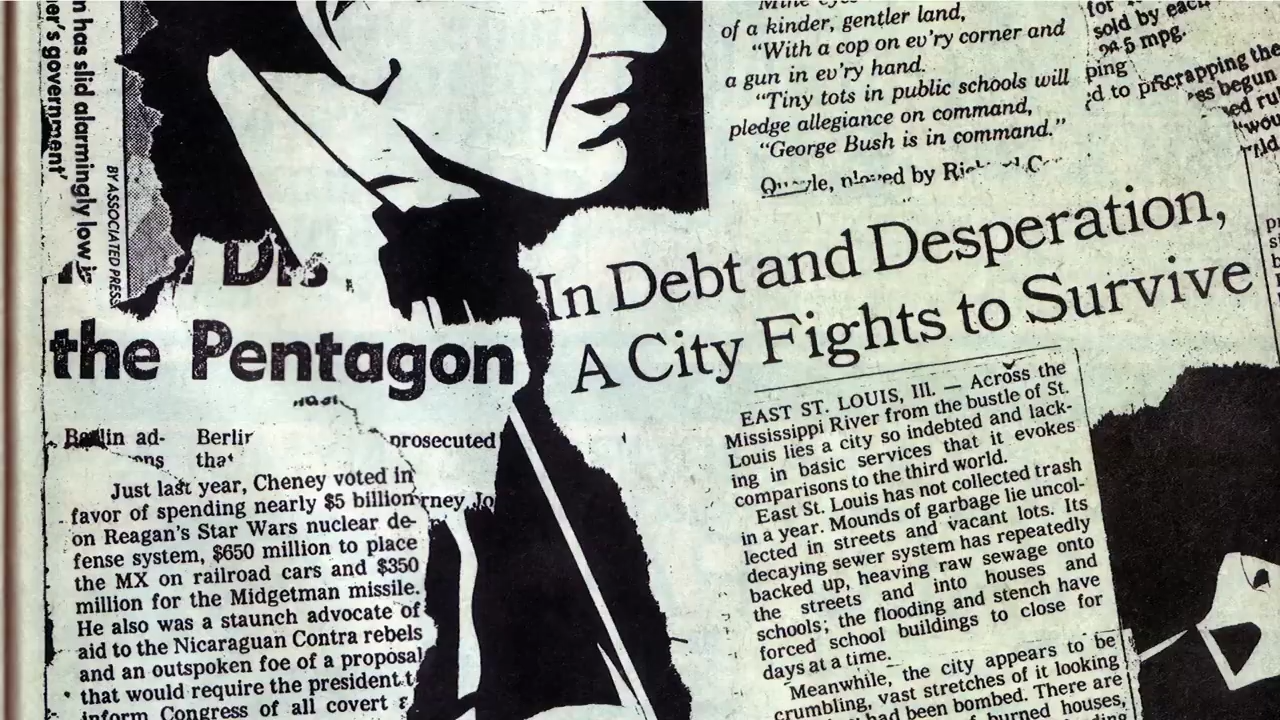 n has slid alarmingly low i
er's government'
BY ASSOCIATED PRESS
the Pentagon
Berlin ad-
ons
Berlin
that
prosecuted
rney, Jo
Just last year, Cheney voted in
favor of spending nearly $5 billion
on Reagan's Star Wars nuclear de-
fense system, $650 million to place
the MX on railroad cars and $350
million for the Midgetman missile.
He also was a staunch advocate of
aid to the Nicaraguan Contra rebels
and an outspoken foe of a proposal
that would require the president t
inform Congress of all covert
of a kinder, gentler land,
"With a cop on ev'ry corner and
a gun in ev'ry hand.
"Tiny tots in public schools will
pledge allegiance on command,
"George Bush is in command."
played by
In Debt and Desperation,
A City Fights to Survive
EAST ST. LOUIS, Ill. — Across the
Mississippi River from the bustle of St.
Louis lies a city so indebted and lack-
ing in basic services that it evokes
comparisons to the third world.
East St. Louis has not collected trash
in a year. Mounds of garbage lie uncol-
lected in streets and vacant lots. Its
decaying sewer system has repeatedly
backed up, heaving raw sewage onto
the streets and into houses and
schools; the flooding and stench have
forced school buildings to close for
days at a time.
Meanwhile, the city appears to be
crumbling, vast stretches of it looking
had been bombed. There are
burned houses,
for
sold by each
mpg.
ping
d to
scrapping the
begun